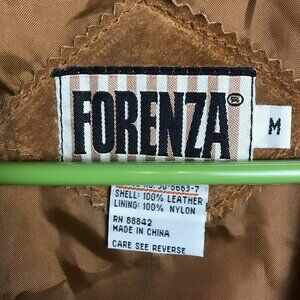 FORENZA®
M
SHELL: 100% LEATHER
LINING: 100% NYLON
RN 88842
MADE IN CHINA
CARE SEE REVERSE